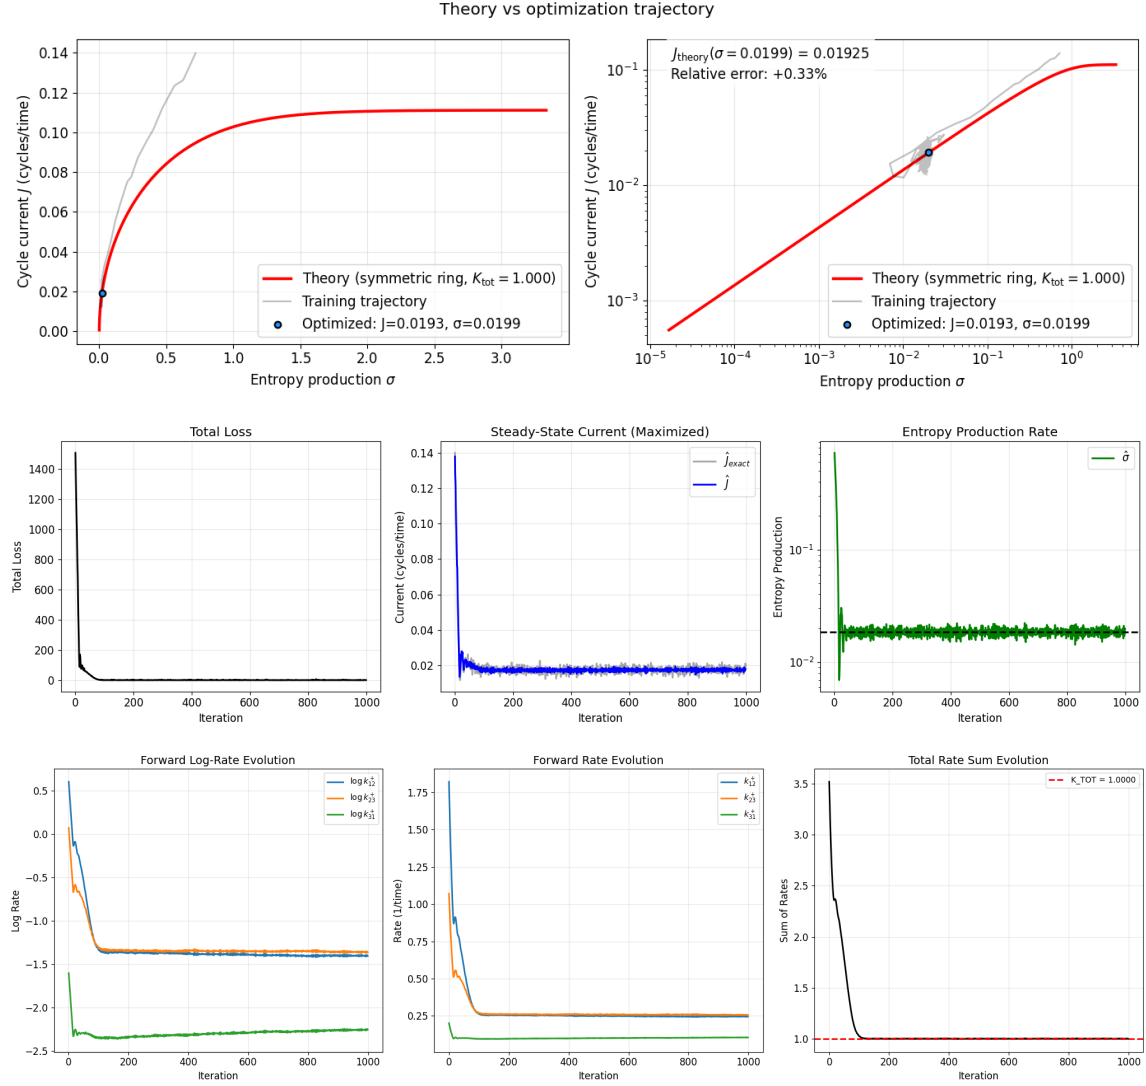 Theory vs optimization trajectory
Cycle current J (cycles/time)
0.14
0.12
0.10
0.08
0.06
0.04
0.02
0.00
Theory (symmetric ring, K_tot = 1.000)
Training trajectory
Optimized: J=0.0193, σ=0.0199
0.0 0.5 1.0 1.5 2.0 2.5 3.0
Entropy production σ
Cycle current J (cycles/time)
10⁻¹
10⁻²
10⁻³
J_theory(σ = 0.0199) = 0.01925
Relative error: +0.33%
Theory (symmetric ring, K_tot = 1.000)
Training trajectory
Optimized: J=0.0193, σ=0.0199
10⁻⁵ 10⁻⁴ 10⁻³ 10⁻² 10⁻¹ 10⁰
Entropy production σ
Total Loss
Total Loss
1400
1200
1000
800
600
400
200
0
0 200 400 600 800 1000
Iteration
Steady-State Current (Maximized)
Current (cycles/time)
0.14
0.12
0.10
0.08
0.06
0.04
0.02
Ĵ_exact
Ĵ
0 200 400 600 800 1000
Iteration
Entropy Production Rate
Entropy Production
10⁻¹
10⁻²
σ̂
0 200 400 600 800 1000
Iteration
Forward Log-Rate Evolution
Log Rate
0.5
0.0
−0.5
−1.0
−1.5
−2.0
−2.5
log k₁₂⁺
log k₂₃⁺
log k₃₁⁺
0 200 400 600 800 1000
Iteration
Forward Rate Evolution
Rate (1/time)
1.75
1.50
1.25
1.00
0.75
0.50
0.25
k₁₂⁺
k₂₃⁺
k₃₁⁺
0 200 400 600 800 1000
Iteration
Total Rate Sum Evolution
Sum of Rates
3.5
3.0
2.5
2.0
1.5
1.0
K_TOT = 1.0000
0 200 400 600 800 1000
Iteration